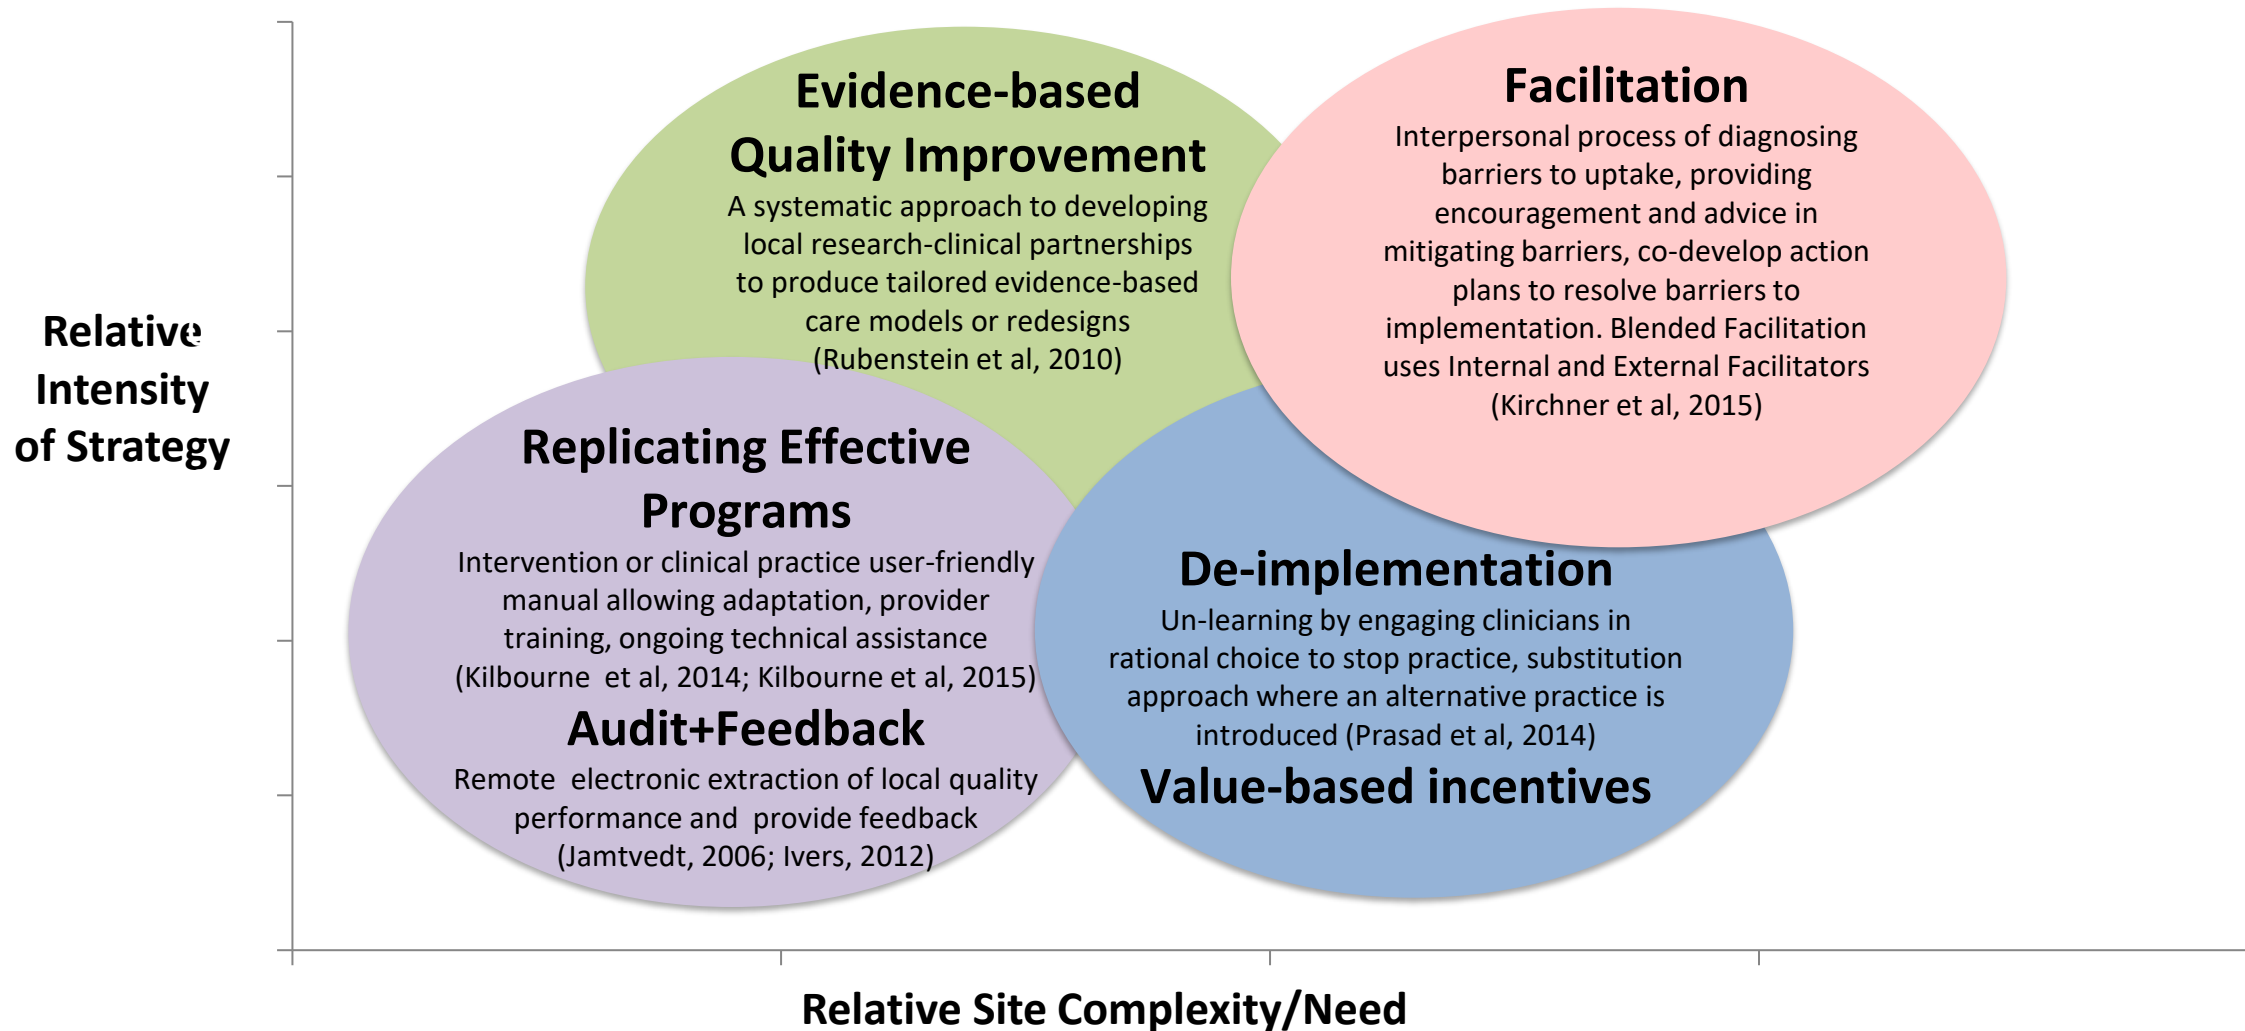 Evidence-based
Quality Improvement
A systematic approach to developing
local research-clinical partnerships
to produce tailored evidence-based
care models or redesigns
(Rubenstein et al, 2010)
Facilitation
Interpersonal process of diagnosing
barriers to uptake, providing
encouragement and advice in
mitigating barriers, co-develop action
plans to resolve barriers to
implementation. Blended Facilitation
uses Internal and External Facilitators
(Kirchner et al, 2015)
Relative
Intensity
of Strategy
Replicating Effective
Programs
Intervention or clinical practice user-friendly
manual allowing adaptation, provider
training, ongoing technical assistance
(Kilbourne  et al, 2014; Kilbourne et al, 2015)
Audit+Feedback
Remote  electronic extraction of local quality
performance and  provide feedback
(Jamtvedt, 2006; Ivers, 2012)
De-implementation
Un-learning by engaging clinicians in
rational choice to stop practice, substitution
approach where an alternative practice is
introduced (Prasad et al, 2014)
Value-based incentives
Relative Site Complexity/Need